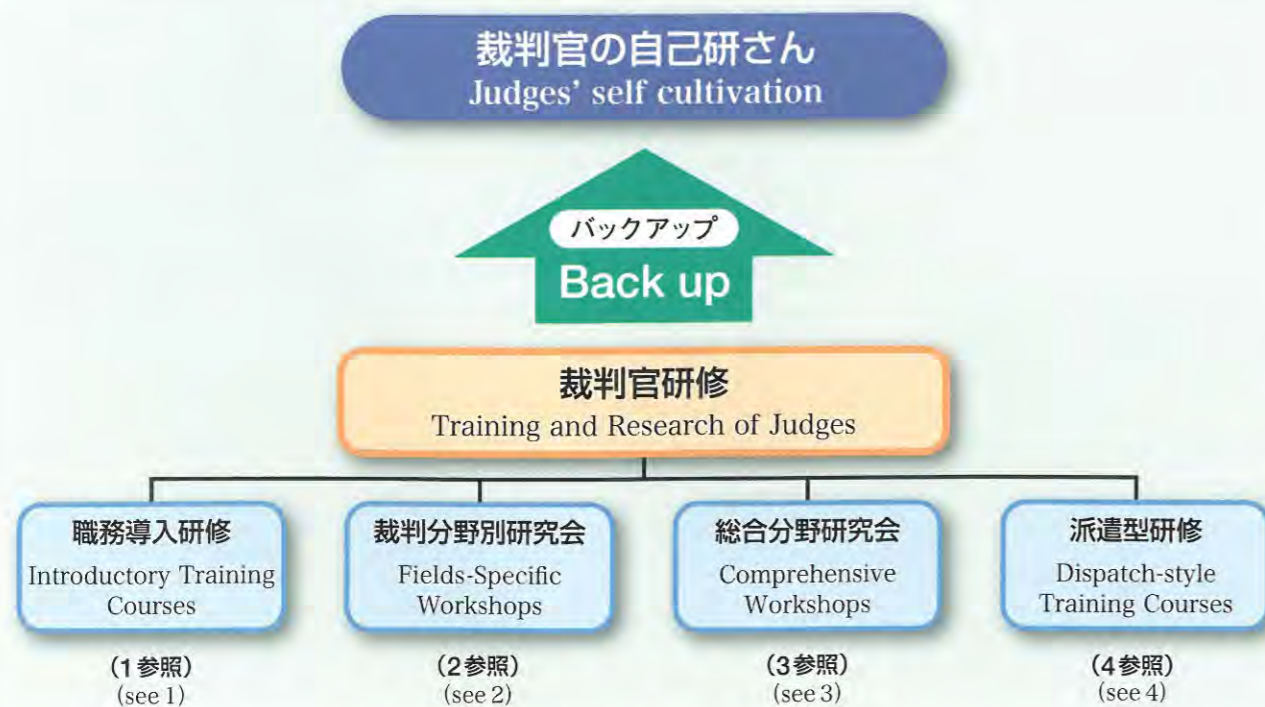 裁判官の自己研さん
Judges' self cultivation
バックアップ
Back up
裁判官研修
Training and Research of Judges
職務導入研修
Introductory Training
Courses
(1参照)
(see 1)
裁判分野別研究会
Fields-Specific
Workshops
(2参照)
(see 2)
総合分野研究会
Comprehensive
Workshops
(3参照)
(see 3)
派遣型研修
Dispatch-style
Training Courses
(4参照)
(see 4)